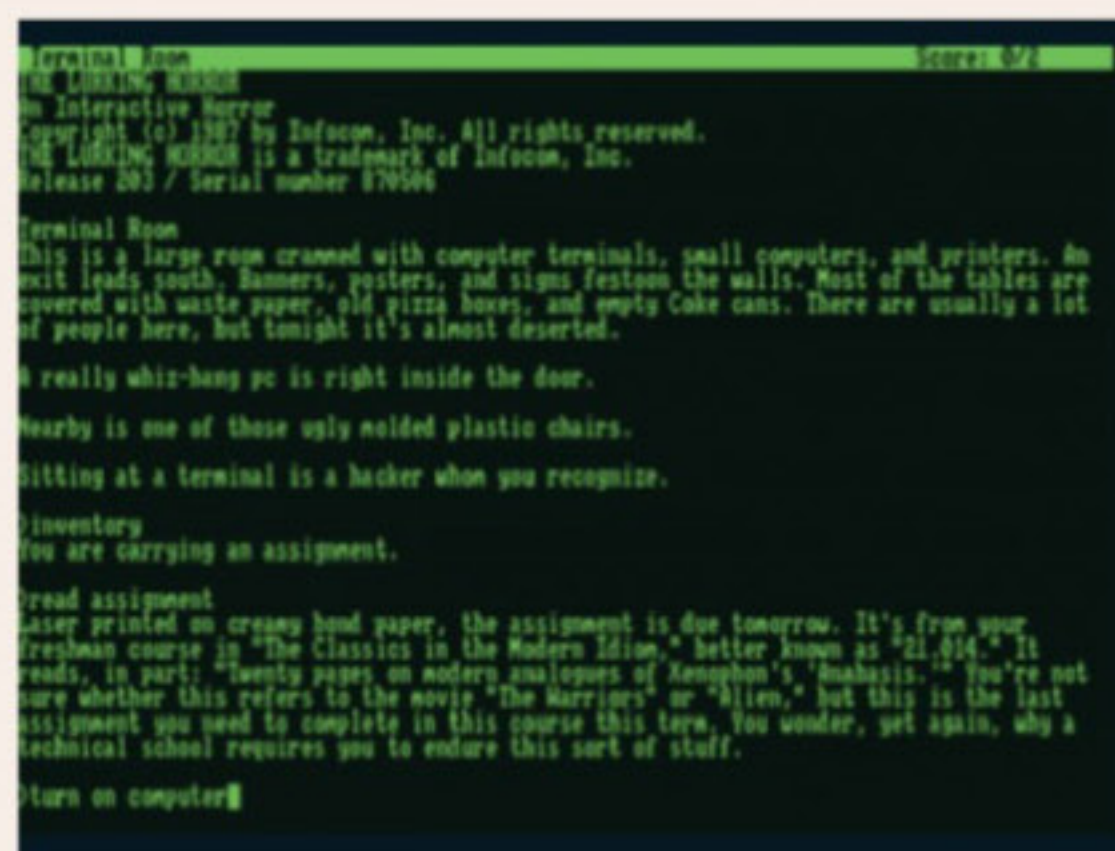 Terminal Room Score: 0/2
THE LURKING HORROR
An Interactive Horror
Copyright (c) 1987 by Infocom, Inc. All rights reserved.
THE LURKING HORROR is a trademark of Infocom, Inc.
Release 203 / Serial number 870506
Terminal Room
This is a large room crammed with computer terminals, small computers, and printers. An
exit leads south. Banners, posters, and signs festoon the walls. Most of the tables are
covered with waste paper, old pizza boxes, and empty Coke cans. There are usually a lot
of people here, but tonight it's almost deserted.
A really whiz-bang pc is right inside the door.
Nearby is one of those ugly molded plastic chairs.
Sitting at a terminal is a hacker whom you recognize.
>inventory
You are carrying an assignment.
>read assignment
Laser printed on creamy bond paper, the assignment is due tomorrow. It's from your
freshman course in "The Classics in the Modern Idiom," better known as "21.014." It
reads, in part: "Twenty pages on modern analogues of Xenophon's 'Anabasis.'" You're not
sure whether this refers to the movie "The Warriors" or "Alien," but this is the last
assignment you need to complete in this course this term. You wonder, yet again, why a
technical school requires you to endure this sort of stuff.
>turn on computer